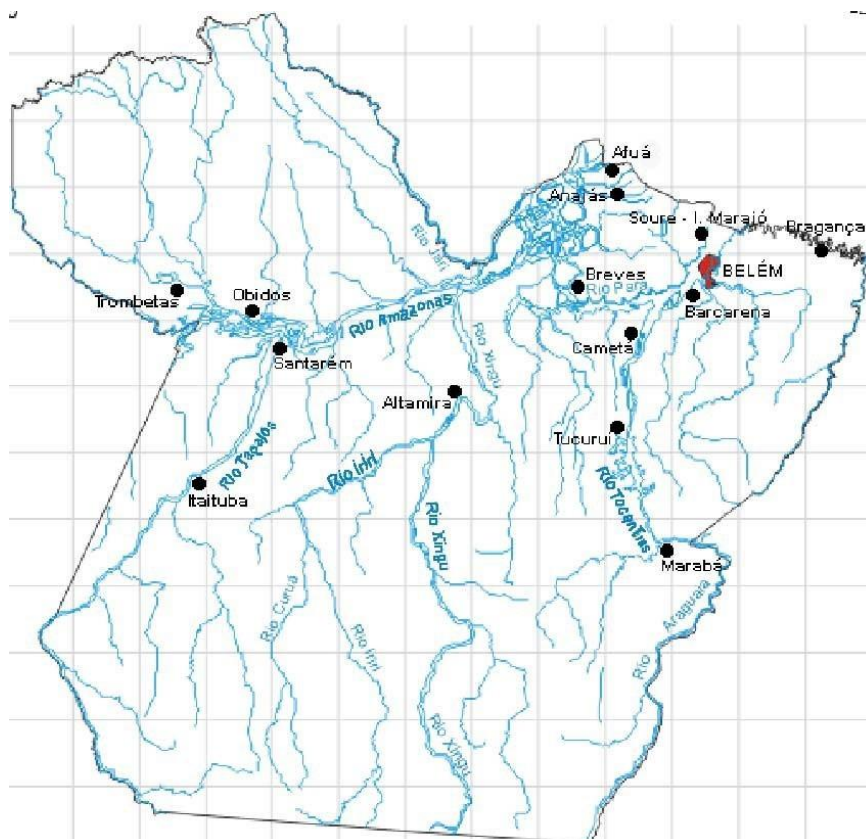 Afuá
Anajás
Soure - I. Marajó
Bragança
Rio Jari
BELÉM
Breves
Rio Pará
Trombetas
Obidos
Rio Amazonas
Barcarena
Cametá
Santarém
Rio Xingu
Altamira
Tucurui
Rio Tapajós
Rio Iriri
Itaituba
Rio Tocantins
Rio Xingu
Marabá
Rio Curuá
Rio Iriri
Rio Araguaia
Rio Xingu